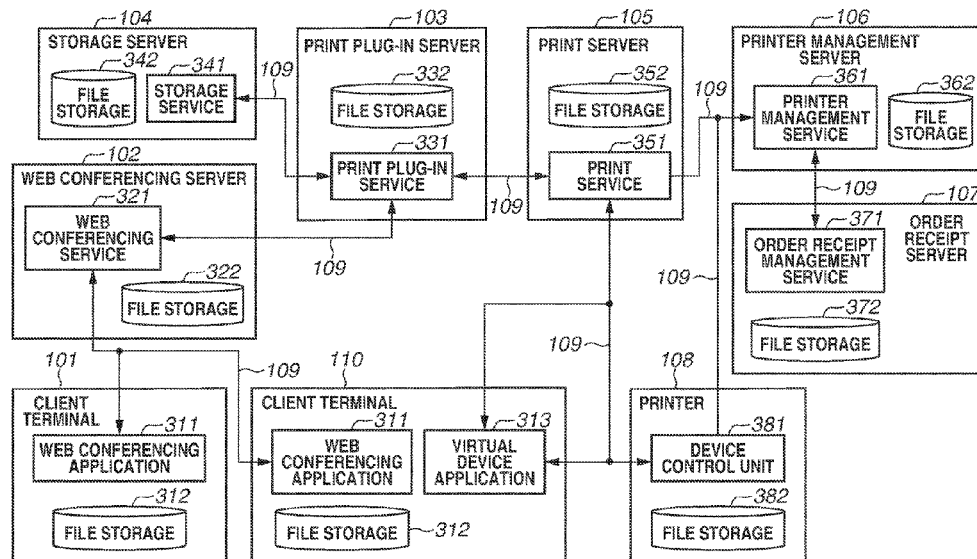 104
STORAGE SERVER
342
341
FILE
STORAGE
STORAGE
SERVICE
109
103
PRINT PLUG-IN SERVER
332
FILE STORAGE
331
PRINT PLUG-IN
SERVICE
105
PRINT SERVER
352
FILE STORAGE
351
PRINT
SERVICE
109
109
106
PRINTER MANAGEMENT
SERVER
361
362
PRINTER
MANAGEMENT
SERVICE
FILE
STORAGE
109
107
371
ORDER RECEIPT
MANAGEMENT
SERVICE
ORDER
RECEIPT
SERVER
372
FILE STORAGE
102
WEB CONFERENCING SERVER
321
WEB
CONFERENCING
SERVICE
322
FILE STORAGE
109
109
109
101
CLIENT
TERMINAL
311
WEB CONFERENCING
APPLICATION
312
FILE STORAGE
109
110
CLIENT TERMINAL
311
WEB
CONFERENCING
APPLICATION
313
VIRTUAL
DEVICE
APPLICATION
FILE STORAGE
312
108
PRINTER
381
DEVICE
CONTROL UNIT
382
FILE STORAGE